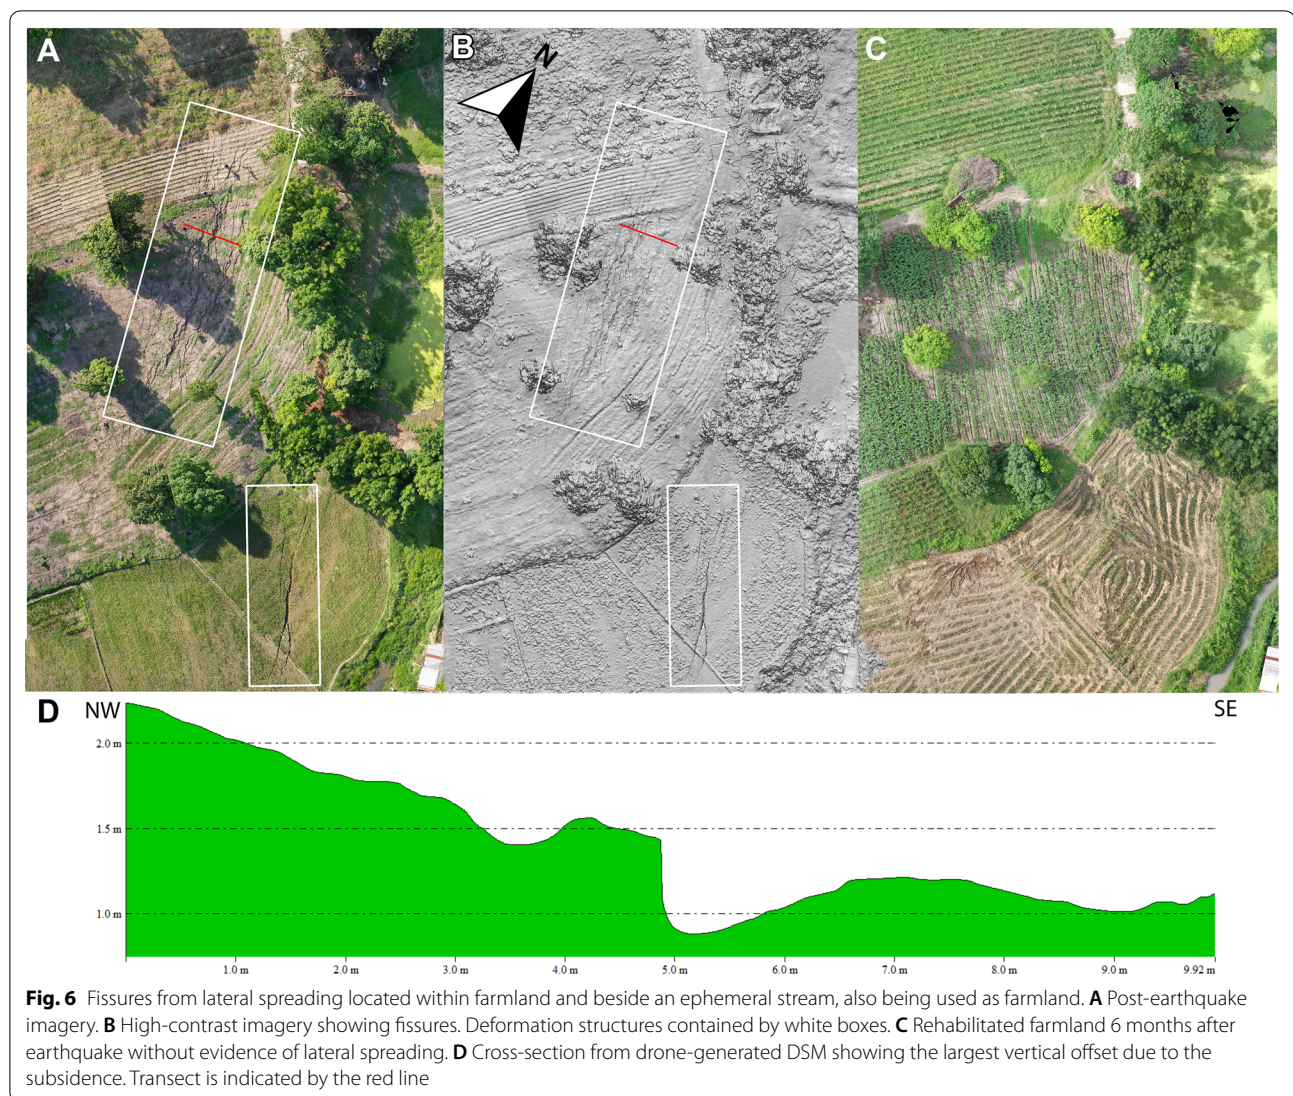 A
B
N
C
D
NW
SE
2.0 m
1.5 m
1.0 m
1.0 m 2.0 m 3.0 m 4.0 m 5.0 m 6.0 m 7.0 m 8.0 m 9.0 m 9.92 m
Fig. 6 Fissures from lateral spreading located within farmland and beside an ephemeral stream, also being used as farmland. A Post-earthquake
imagery. B High-contrast imagery showing fissures. Deformation structures contained by white boxes. C Rehabilitated farmland 6 months after
earthquake without evidence of lateral spreading. D Cross-section from drone-generated DSM showing the largest vertical offset due to the
subsidence. Transect is indicated by the red line